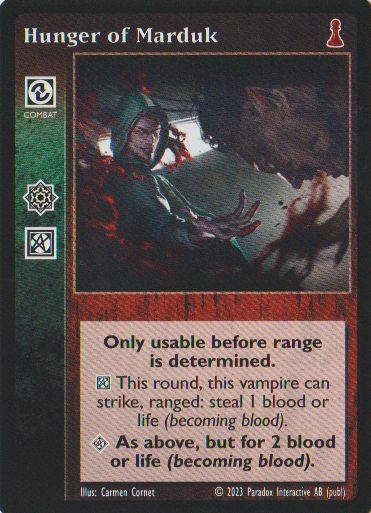 Hunger of Marduk
COMBAT
Only usable before range
is determined.
This round, this vampire can
strike, ranged: steal 1 blood or
life (becoming blood).
As above, but for 2 blood
or life (becoming blood).
Illus: Carmen Cornet © 2023 Paradox Interactive AB (publ)